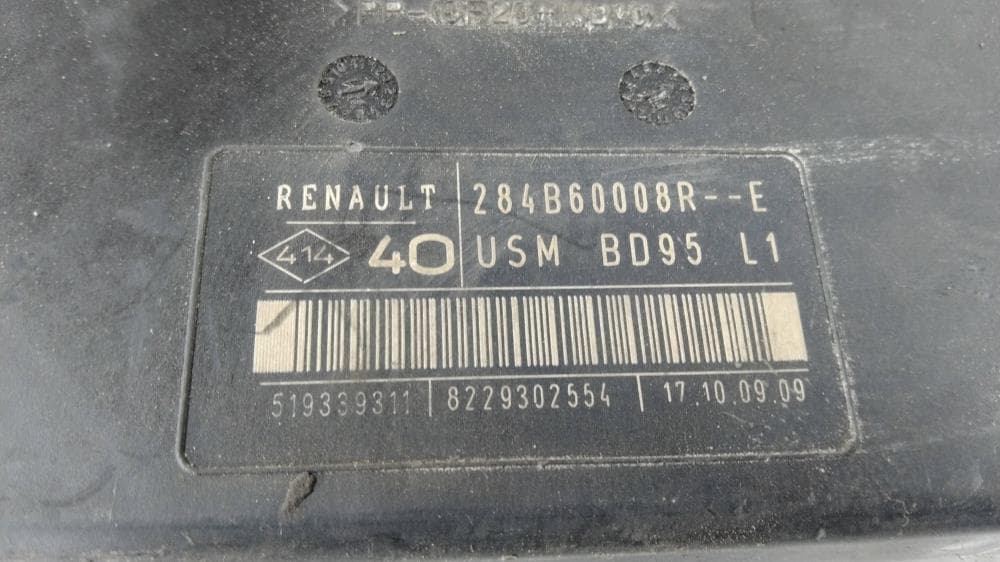 RENAULT 284B60008R--E
414 40 USM BD95 L1
519339311 8229302554 17.10.09.09